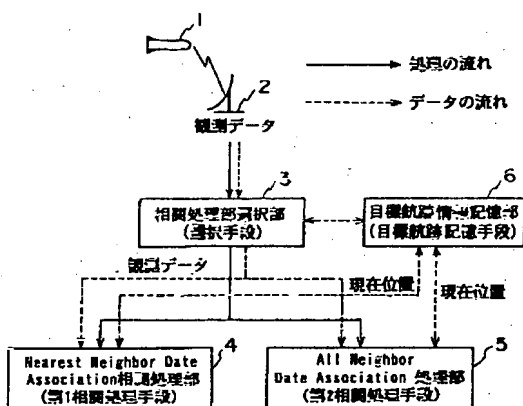 1
2
処理の流れ
データの流れ
観測データ
3
6
相関処理部選択部
(選択手段)
目標航跡情報記憶部
(目標航跡記憶手段)
観測データ
現在位置
現在位置
4
5
Nearest Neighbor Date
Association相関処理部
(第1相関処理手段)
All Neighbor
Date Association 処理部
(第2相関処理手段)